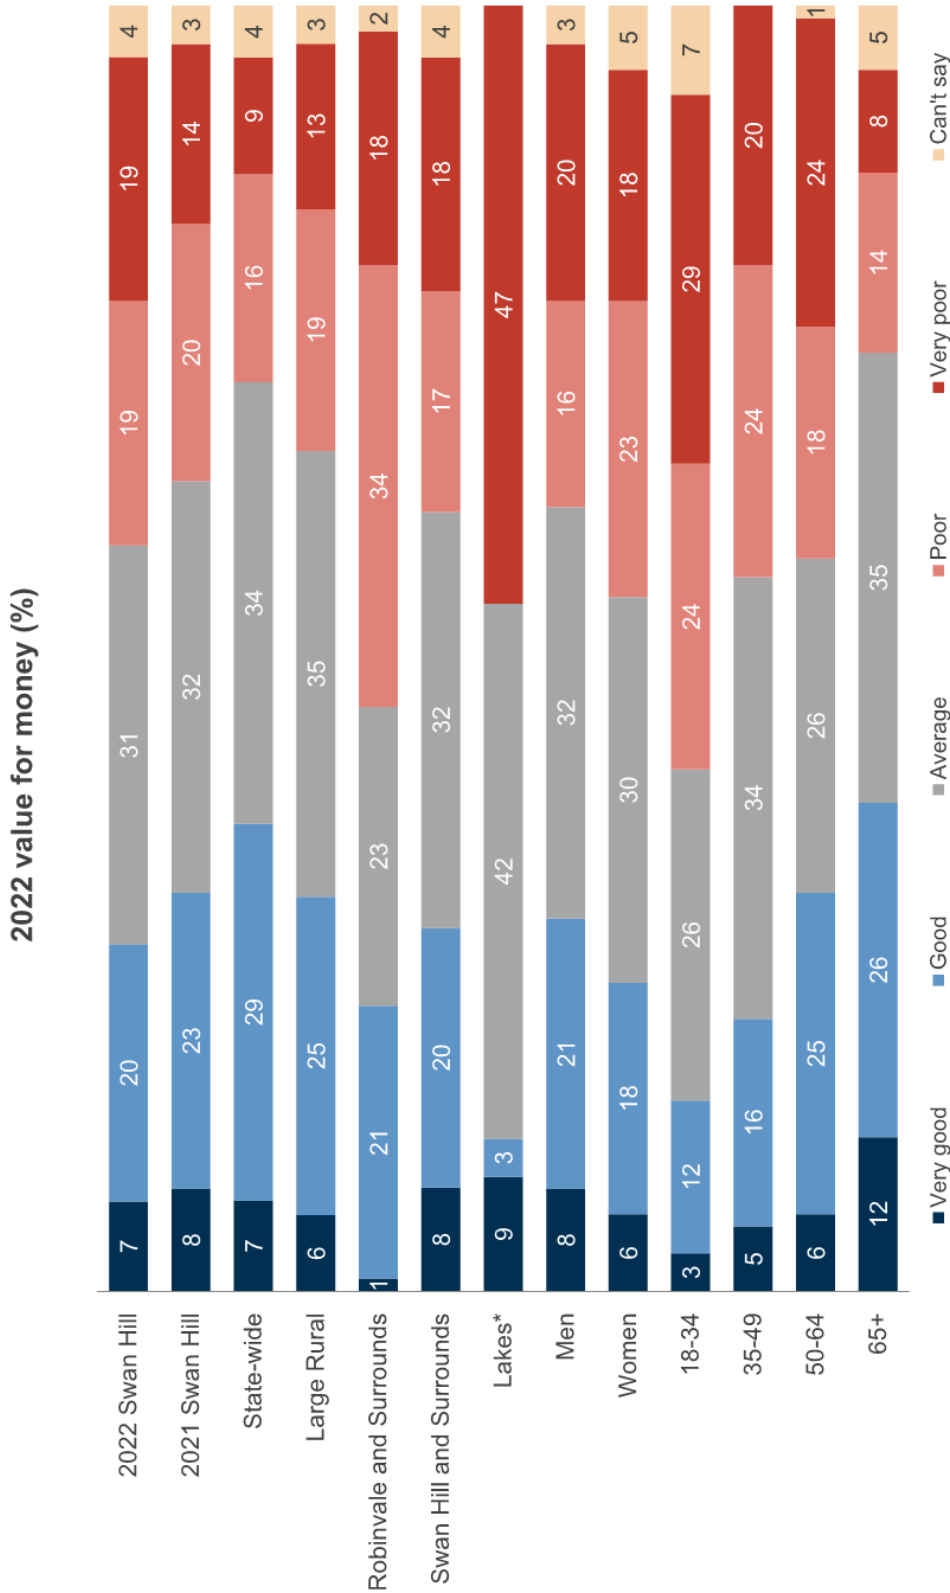 2022 value for money (%)
2022 Swan Hill 7 20 31 19 19 4
2021 Swan Hill 8 23 32 20 14 3
State-wide 7 29 34 16 9 4
Large Rural 6 25 35 19 13 3
Robinvale and Surrounds 1 21 23 34 18 2
Swan Hill and Surrounds 8 20 32 17 18 4
Lakes* 9 3 42 47
Men 8 21 32 16 20 3
Women 6 18 30 23 18 5
18-34 3 12 26 24 29 7
35-49 5 16 34 24 20
50-64 6 25 26 18 24 1
65+ 12 26 35 14 8 5
Very good Good Average Poor Very poor Can't say